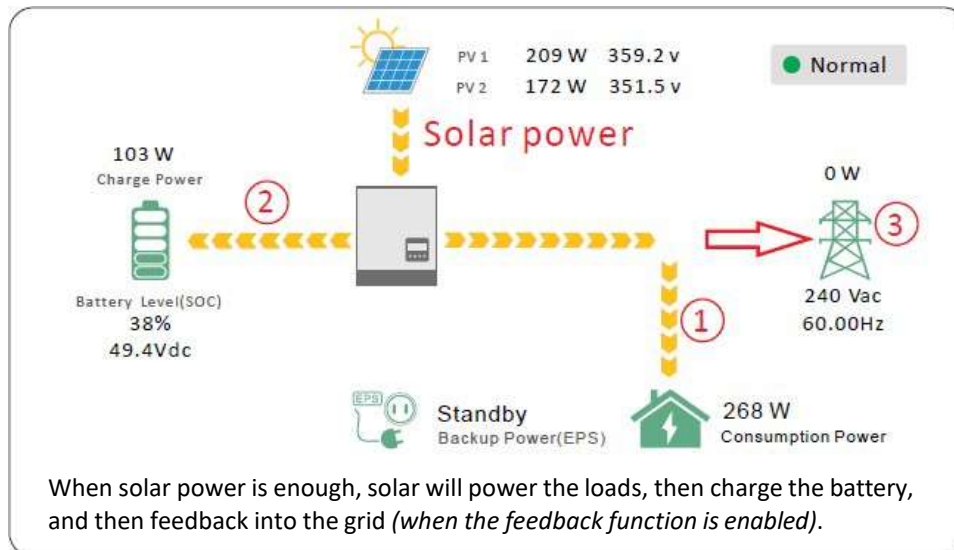 PV 1 209 W 359.2 v
PV 2 172 W 351.5 v
Normal
Solar power
103 W
Charge Power
2
0 W
3
Battery Level(SOC)
38%
49.4Vdc
240 Vac
60.00Hz
1
EPS
Standby
Backup Power(EPS)
268 W
Consumption Power
When solar power is enough, solar will power the loads, then charge the battery,
and then feedback into the grid (when the feedback function is enabled).